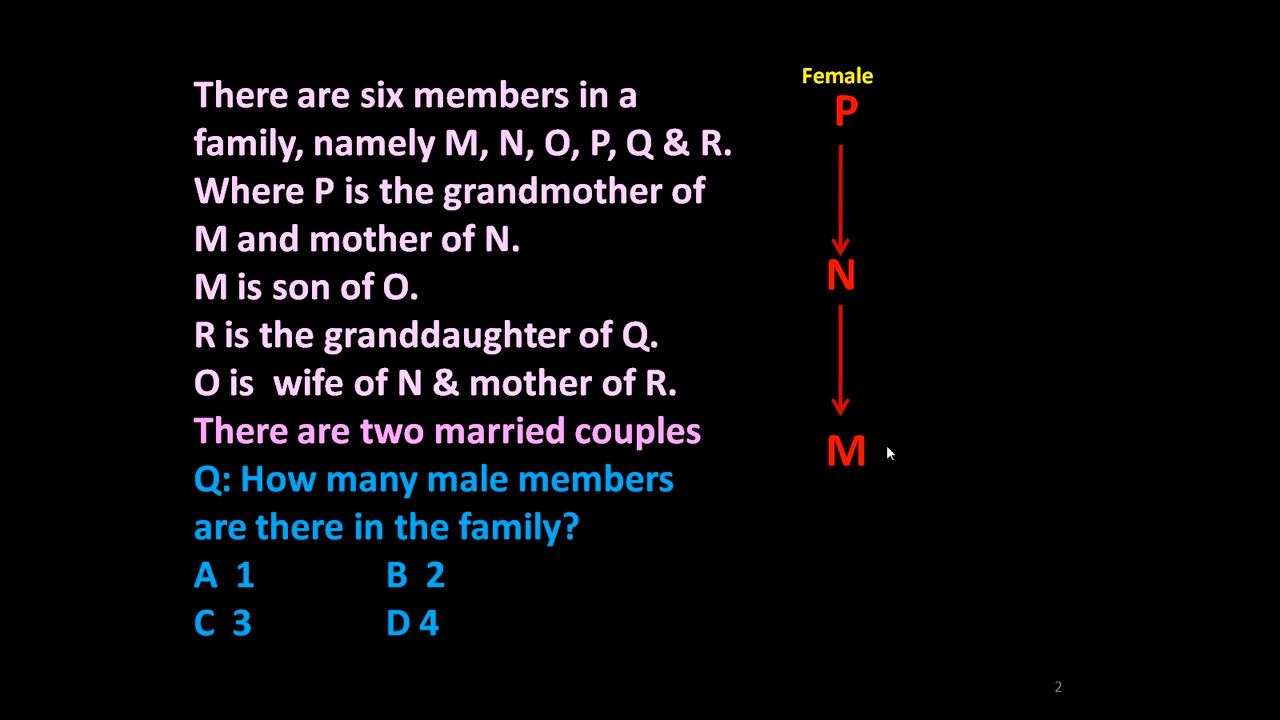 There are six members in a
family, namely M, N, O, P, Q & R.
Where P is the grandmother of
M and mother of N.
M is son of O.
R is the granddaughter of Q.
O is  wife of N & mother of R.
There are two married couples
Q: How many male members
are there in the family?
A  1 B  2
C  3 D 4
Female
P
N
M
2